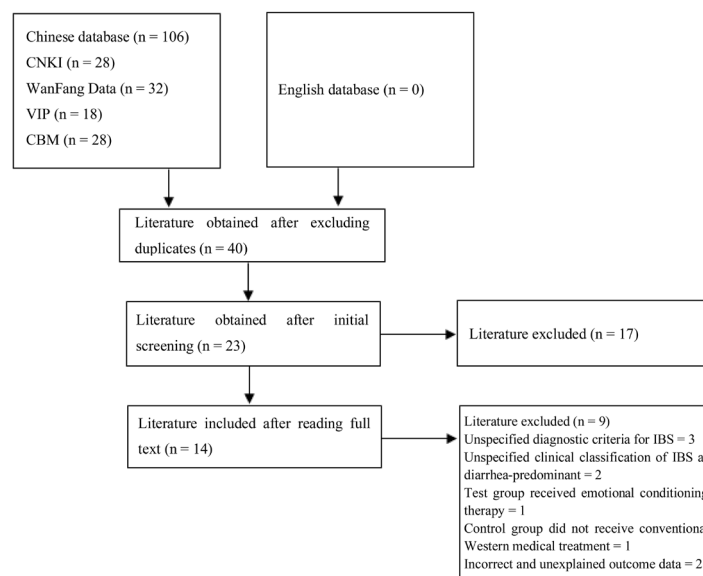 Chinese database (n = 106)
CNKI (n = 28)
WanFang Data (n = 32)
VIP (n = 18)
CBM (n = 28)
English database (n = 0)
Literature obtained after excluding
duplicates (n = 40)
Literature obtained after initial
screening (n = 23)
Literature excluded (n = 17)
Literature included after reading full
text (n = 14)
Literature excluded (n = 9)
Unspecified diagnostic criteria for IBS = 3
Unspecified clinical classification of IBS a
diarrhea-predominant = 2
Test group received emotional conditioning
therapy = 1
Control group did not receive conventiona
Western medical treatment = 1
Incorrect and unexplained outcome data = 2